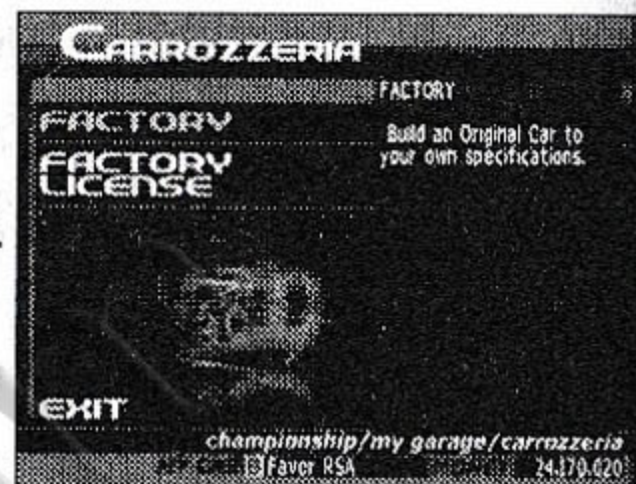 CARROZZERIA
FACTORY
FACTORY
Build an Original Car to
your own specifications.
FACTORY
LICENSE
EXIT
championship/my garage/carrozzeria
Favor RSA
24,170,020